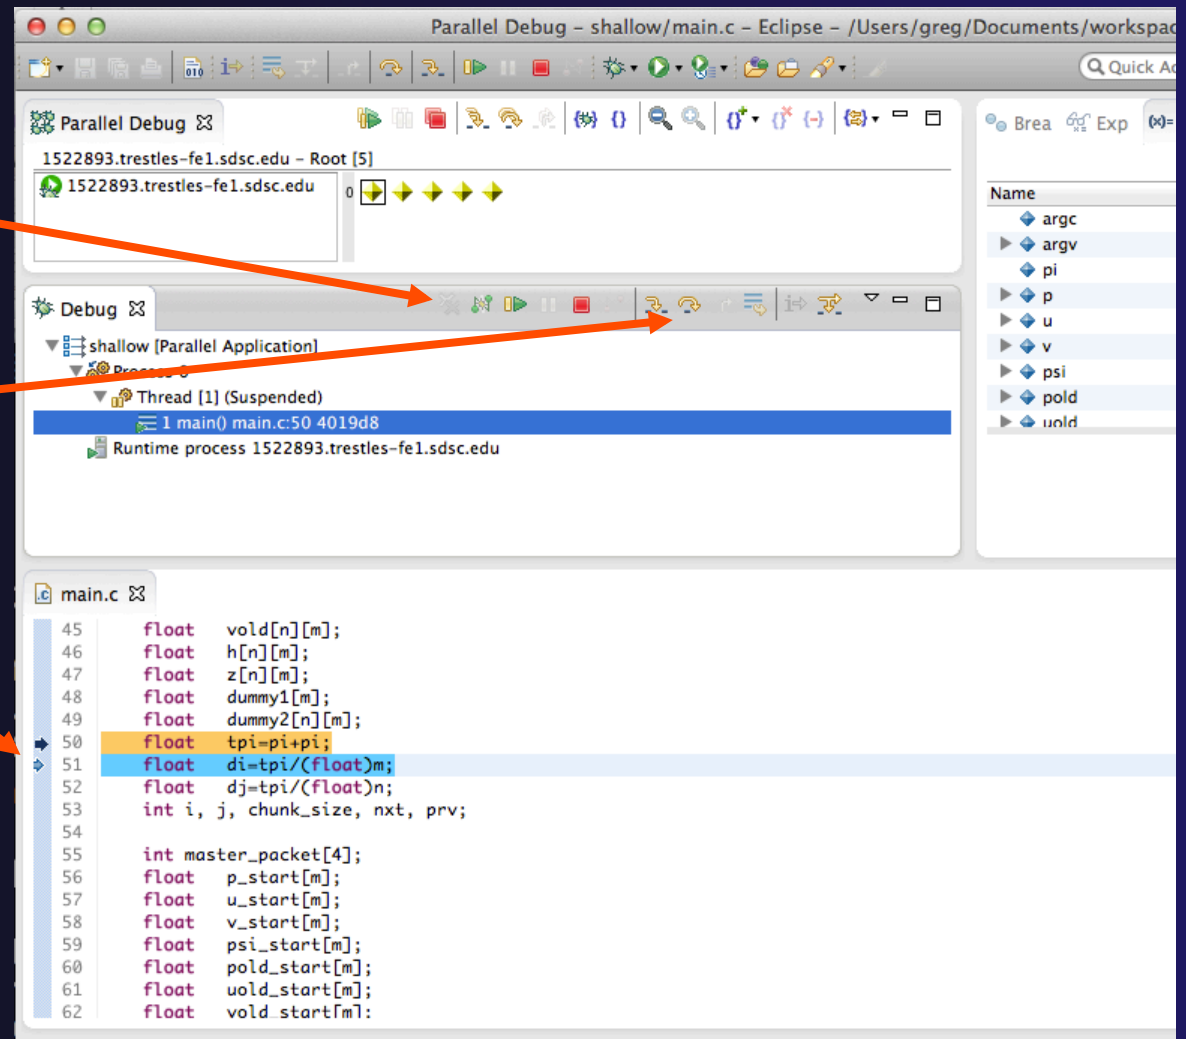 Parallel Debug – shallow/main.c – Eclipse – /Users/greg/Documents/workspac
Quick Ac
Parallel Debug
1522893.trestles-fe1.sdsc.edu – Root [5]
1522893.trestles-fe1.sdsc.edu 0
Debug
shallow [Parallel Application]
Process 0
Thread [1] (Suspended)
1 main() main.c:50 4019d8
Runtime process 1522893.trestles-fe1.sdsc.edu
Brea Exp (x)=
Name
argc
argv
pi
p
u
v
psi
pold
uold
main.c
45 float vold[n][m];
46 float h[n][m];
47 float z[n][m];
48 float dummy1[m];
49 float dummy2[n][m];
50 float tpi=pi+pi;
51 float di=tpi/(float)m;
52 float dj=tpi/(float)n;
53 int i, j, chunk_size, nxt, prv;
54
55 int master_packet[4];
56 float p_start[m];
57 float u_start[m];
58 float v_start[m];
59 float psi_start[m];
60 float pold_start[m];
61 float uold_start[m];
62 float vold_start[m];